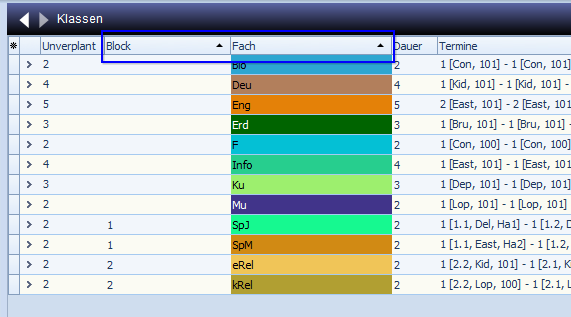 Klassen
Unverplant Block Fach Dauer Termine
2 Bio 2 1 [Con, 101] - 1 [Con, 101]
4 Deu 4 1 [Kid, 101] - 1 [Kid, 101]
5 Eng 5 2 [East, 101] - 2 [East, 101
3 Erd 3 1 [Bru, 101] - 1 [Bru, 101]
2 F 2 1 [Con, 100] - 1 [Con, 100]
4 Info 4 1 [East, 101] - 1 [East, 101
3 Ku 3 1 [Dep, 101] - 1 [Dep, 101]
2 Mu 2 1 [Lop, 101] - 1 [Lop, 101]
2 1 SpJ 2 1 [1.1, Del, Ha1] - 1 [1.2,
2 1 SpM 2 1 [1.1, East, Ha2] - 1 [1.2,
2 2 eRel 2 1 [2.2, Kid, 101] - 1 [2.1, K
2 2 kRel 2 1 [2.2, Lop, 100] - 1 [2.1, L